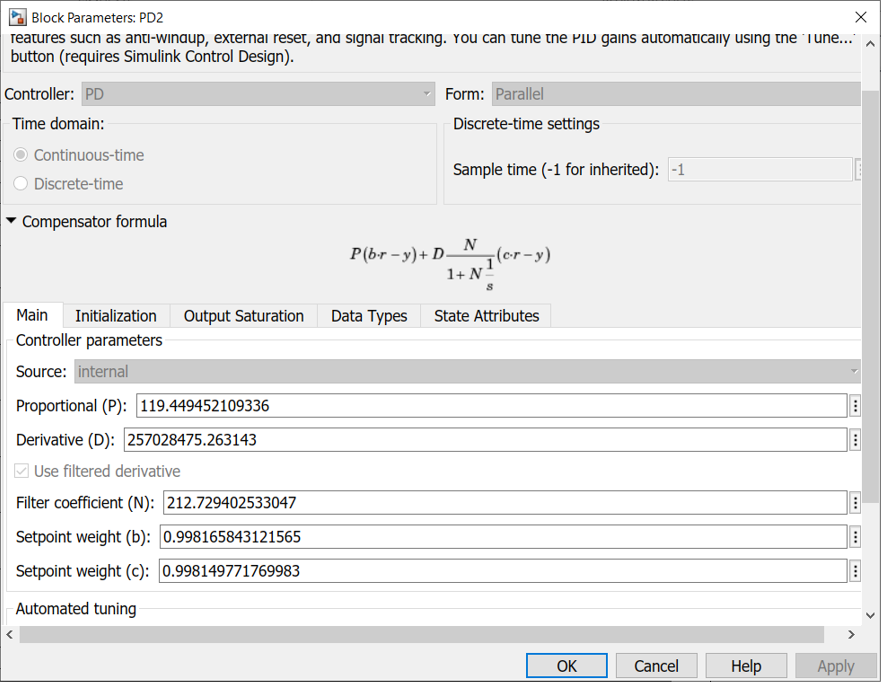 Block Parameters: PD2
features such as anti-windup, external reset, and signal tracking. You can tune the PID gains automatically using the 'Tune...'
button (requires Simulink Control Design).
Controller: PD Form: Parallel
Time domain: Discrete-time settings
Continuous-time
Sample time (-1 for inherited): -1
Discrete-time
Compensator formula
P(b·r−y)+D N/(1+N 1/s) (c·r−y)
Main Initialization Output Saturation Data Types State Attributes
Controller parameters
Source: internal
Proportional (P): 119.449452109336
Derivative (D): 257028475.263143
Use filtered derivative
Filter coefficient (N): 212.729402533047
Setpoint weight (b): 0.998165843121565
Setpoint weight (c): 0.998149771769983
Automated tuning
OK Cancel Help Apply